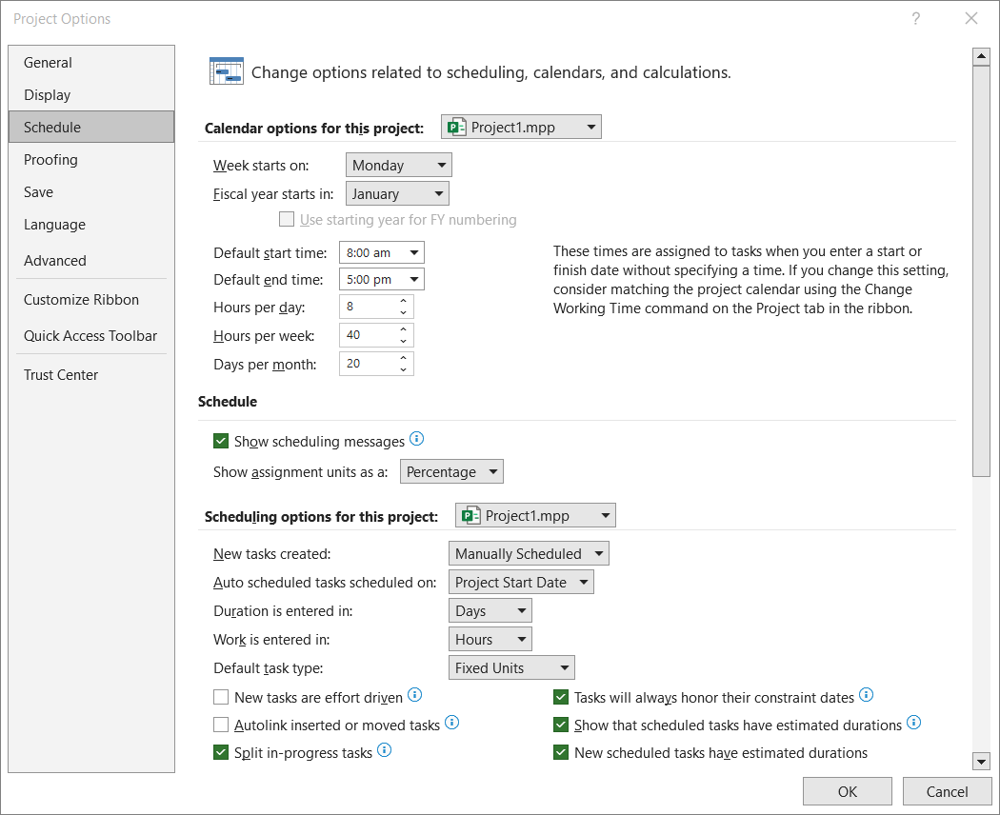 Project Options
?
General
Display
Schedule
Proofing
Save
Language
Advanced
Customize Ribbon
Quick Access Toolbar
Trust Center
Change options related to scheduling, calendars, and calculations.
Calendar options for this project: Project1.mpp
Week starts on: Monday
Fiscal year starts in: January
Use starting year for FY numbering
Default start time: 8:00 am
Default end time: 5:00 pm
Hours per day: 8
Hours per week: 40
Days per month: 20
These times are assigned to tasks when you enter a start or
finish date without specifying a time. If you change this setting,
consider matching the project calendar using the Change
Working Time command on the Project tab in the ribbon.
Schedule
Show scheduling messages
Show assignment units as a: Percentage
Scheduling options for this project: Project1.mpp
New tasks created: Manually Scheduled
Auto scheduled tasks scheduled on: Project Start Date
Duration is entered in: Days
Work is entered in: Hours
Default task type: Fixed Units
New tasks are effort driven
Autolink inserted or moved tasks
Split in-progress tasks
Tasks will always honor their constraint dates
Show that scheduled tasks have estimated durations
New scheduled tasks have estimated durations
OK
Cancel